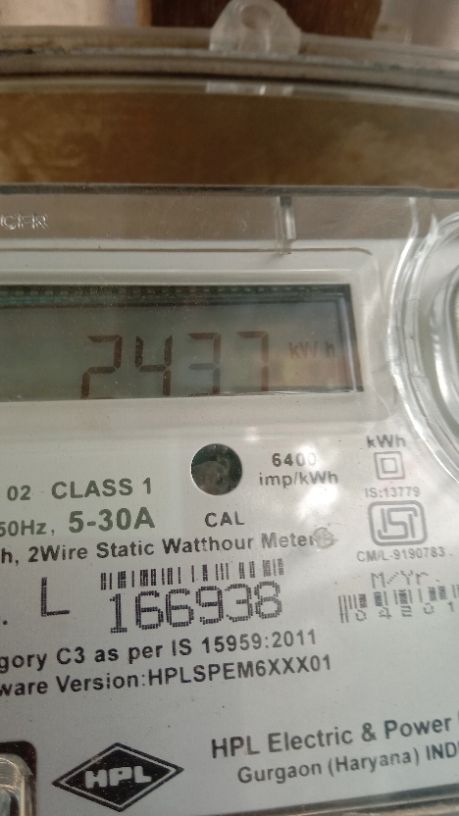 2437 kWh
6400
imp/kWh
kWh
IS:13779
02 CLASS 1
50Hz, 5-30A
CAL
CM/L-9190783.
h, 2Wire Static Watthour Meter
M/Yr.
L 166938
gory C3 as per IS 15959:2011
ware Version:HPLSPEM6XXX01
HPL Electric & Power
Gurgaon (Haryana) IND
HPL